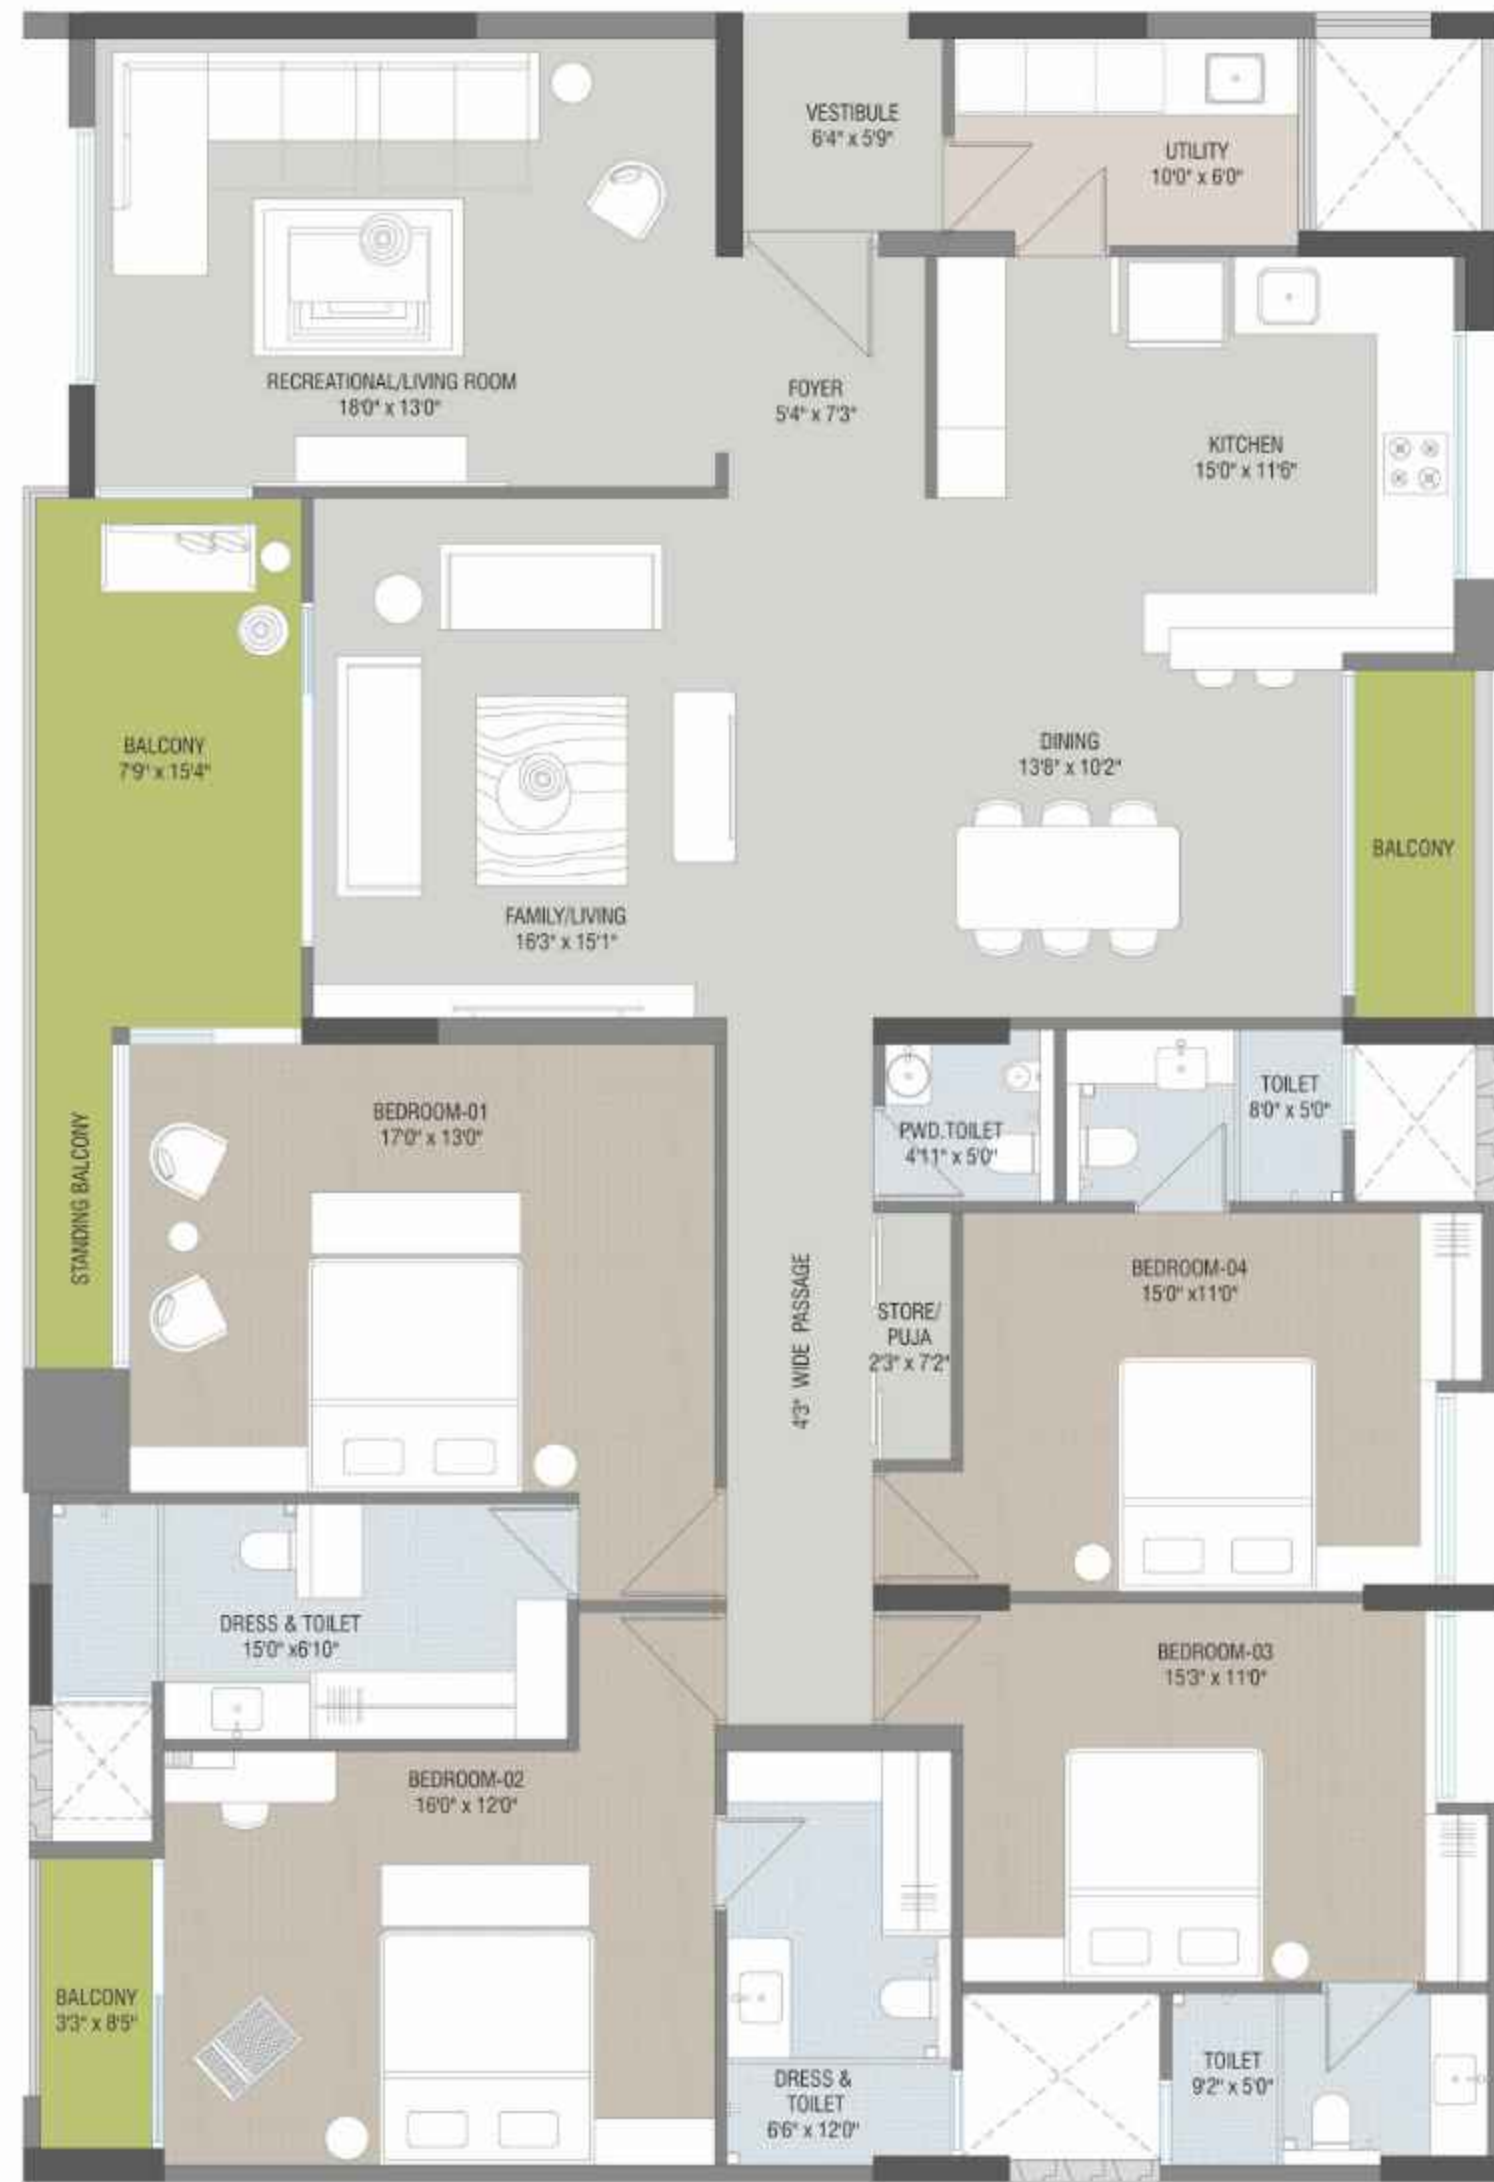 VESTIBULE
6'4" x 5'9"
UTILITY
10'0" x 6'0"
RECREATIONAL/LIVING ROOM
18'0" x 13'0"
FOYER
5'4" x 7'3"
KITCHEN
15'0" x 11'6"
BALCONY
7'9" x 15'4"
DINING
13'8" x 10'2"
BALCONY
FAMILY/LIVING
16'3" x 15'1"
BEDROOM-01
17'0" x 13'0"
STANDING BALCONY
PWD.TOILET
4'11" x 5'0"
TOILET
8'0" x 5'0"
4'3" WIDE PASSAGE
STORE/
PUJA
2'3" x 7'2"
BEDROOM-04
15'0" x11'0"
DRESS & TOILET
15'0" x6'10"
BEDROOM-03
15'3" x 11'0"
BEDROOM-02
16'0" x 12'0"
BALCONY
3'3" x 8'5"
DRESS &
TOILET
6'6" x 12'0"
TOILET
9'2" x 5'0"